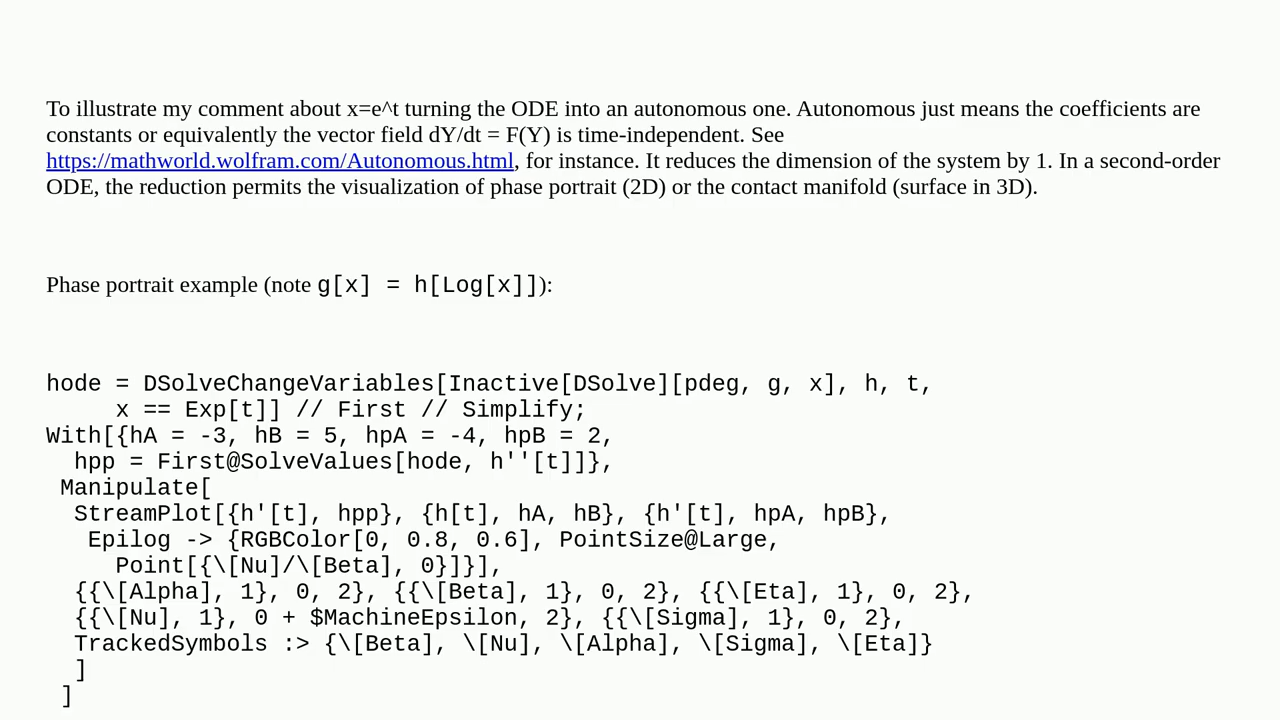 To illustrate my comment about x=e^t turning the ODE into an autonomous one. Autonomous just means the coefficients are
constants or equivalently the vector field dY/dt = F(Y) is time-independent. See
https://mathworld.wolfram.com/Autonomous.html, for instance. It reduces the dimension of the system by 1. In a second-order
ODE, the reduction permits the visualization of phase portrait (2D) or the contact manifold (surface in 3D).
Phase portrait example (note g[x] = h[Log[x]]):
hode = DSolveChangeVariables[Inactive[DSolve][pdeg, g, x], h, t,
     x == Exp[t]] // First // Simplify;
With[{hA = -3, hB = 5, hpA = -4, hpB = 2,
  hpp = First@SolveValues[hode, h''[t]]},
 Manipulate[
  StreamPlot[{h'[t], hpp}, {h[t], hA, hB}, {h'[t], hpA, hpB},
   Epilog -> {RGBColor[0, 0.8, 0.6], PointSize@Large,
     Point[{\[Nu]/\[Beta], 0}]}],
  {{\[Alpha], 1}, 0, 2}, {{\[Beta], 1}, 0, 2}, {{\[Eta], 1}, 0, 2},
  {{\[Nu], 1}, 0 + $MachineEpsilon, 2}, {{\[Sigma], 1}, 0, 2},
  TrackedSymbols :> {\[Beta], \[Nu], \[Alpha], \[Sigma], \[Eta]}
  ]
 ]